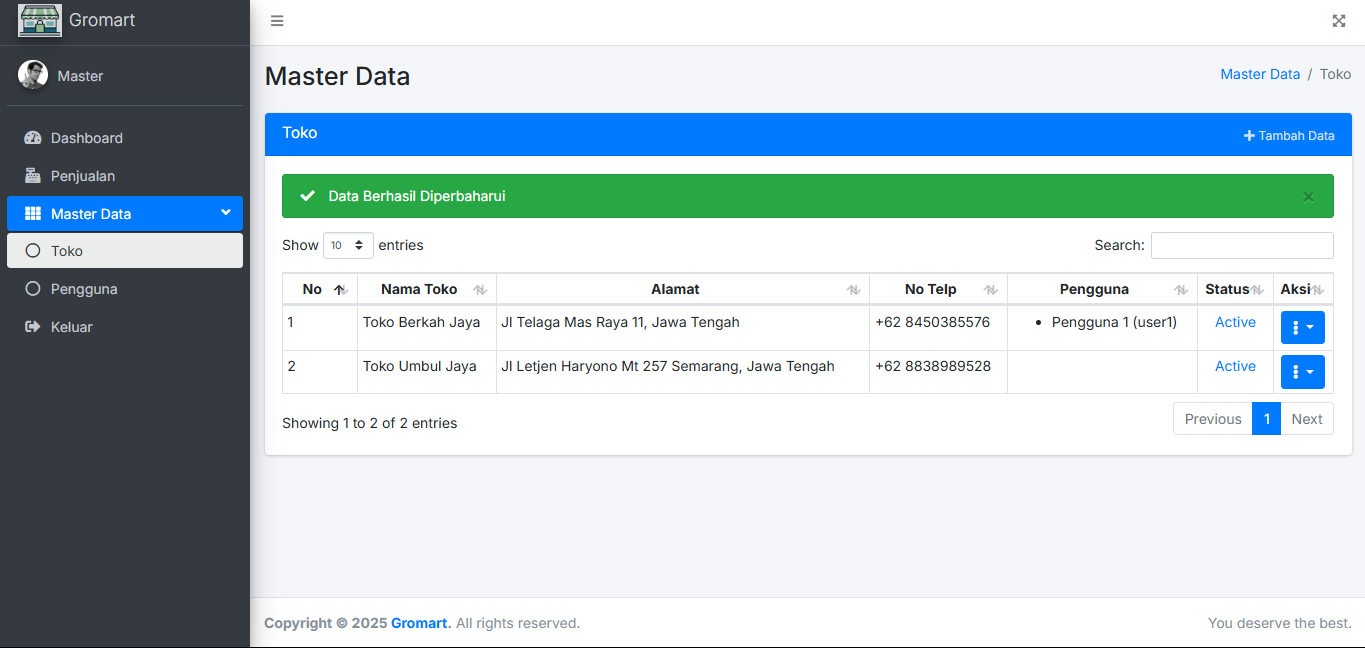 Gromart
Master
Dashboard
Penjualan
Master Data
Toko
Pengguna
Keluar
Master Data
Master Data / Toko
Toko
Tambah Data
Data Berhasil Diperbaharui
×
Show 10 entries
Search:
No Nama Toko Alamat No Telp Pengguna Status Aksi
1 Toko Berkah Jaya Jl Telaga Mas Raya 11, Jawa Tengah +62 8450385576 • Pengguna 1 (user1) Active
2 Toko Umbul Jaya Jl Letjen Haryono Mt 257 Semarang, Jawa Tengah +62 8838989528 Active
Showing 1 to 2 of 2 entries
Previous 1 Next
Copyright © 2025 Gromart. All rights reserved.
You deserve the best.